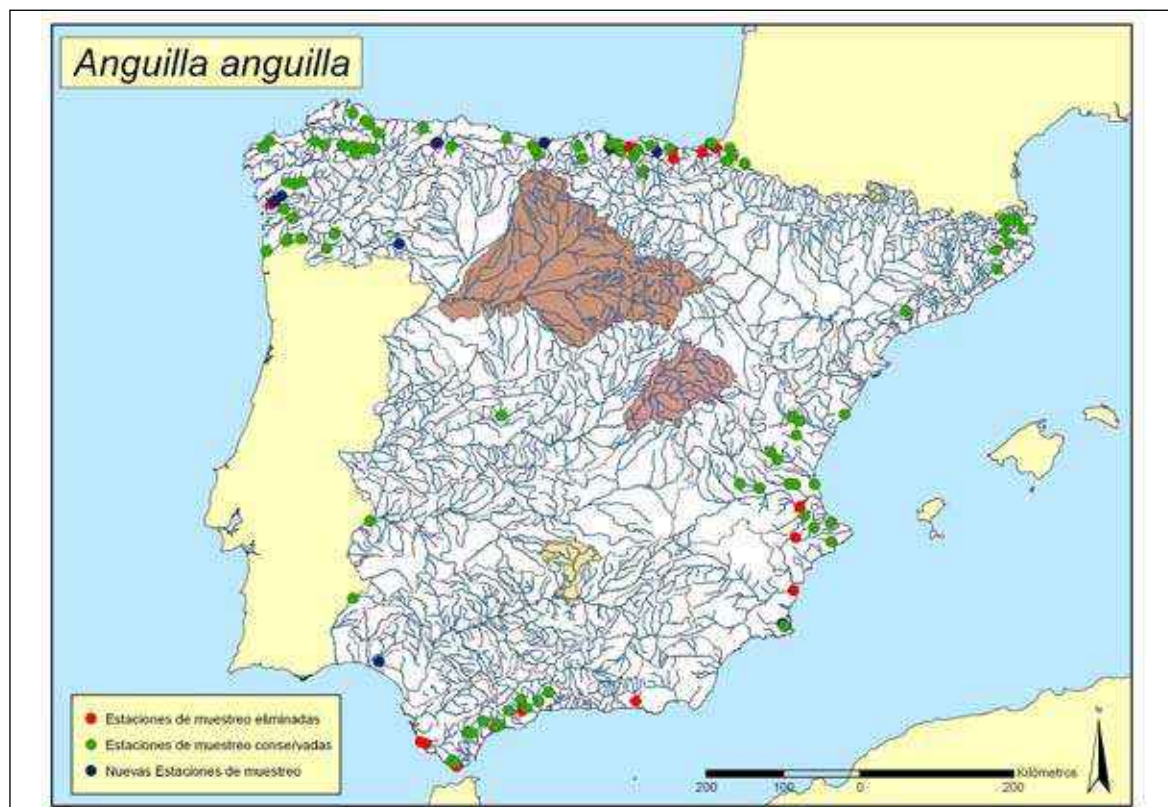 Anguilla anguilla
Estaciones de muestreo eliminadas
Estaciones de muestreo conservadas
Nuevas Estaciones de muestreo
Kilómetros
200 100 0 200